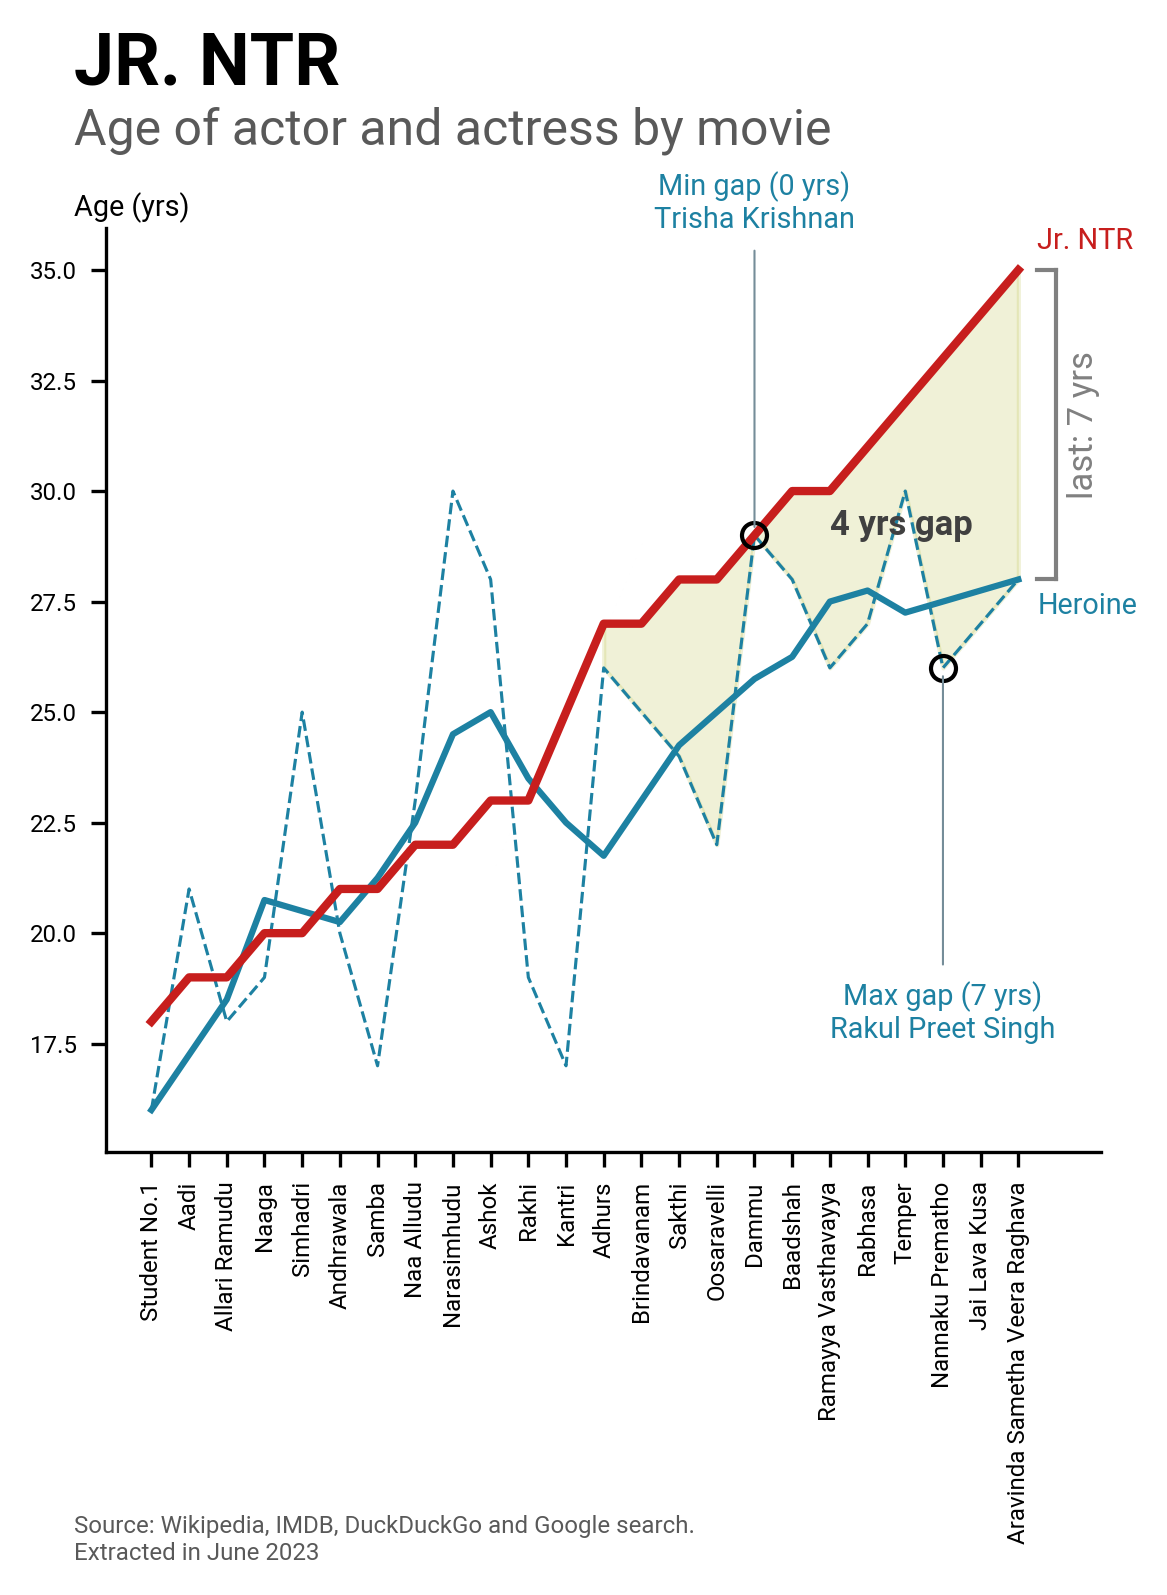 JR. NTR
Age of actor and actress by movie
Min gap (0 yrs)
Trisha Krishnan
Age (yrs)
Jr. NTR
35.0
32.5
30.0
27.5
25.0
22.5
20.0
17.5
last: 7 yrs
4 yrs gap
Heroine
Max gap (7 yrs)
Rakul Preet Singh
Student No.1
Aadi
Allari Ramudu
Naaga
Simhadri
Andhrawala
Samba
Naa Alludu
Narasimhudu
Ashok
Rakhi
Kantri
Adhurs
Brindavanam
Sakthi
Oosaravelli
Dammu
Baadshah
Ramayya Vasthavayya
Rabhasa
Temper
Nannaku Prematho
Jai Lava Kusa
Aravinda Sametha Veera Raghava
Source: Wikipedia, IMDB, DuckDuckGo and Google search.
Extracted in June 2023